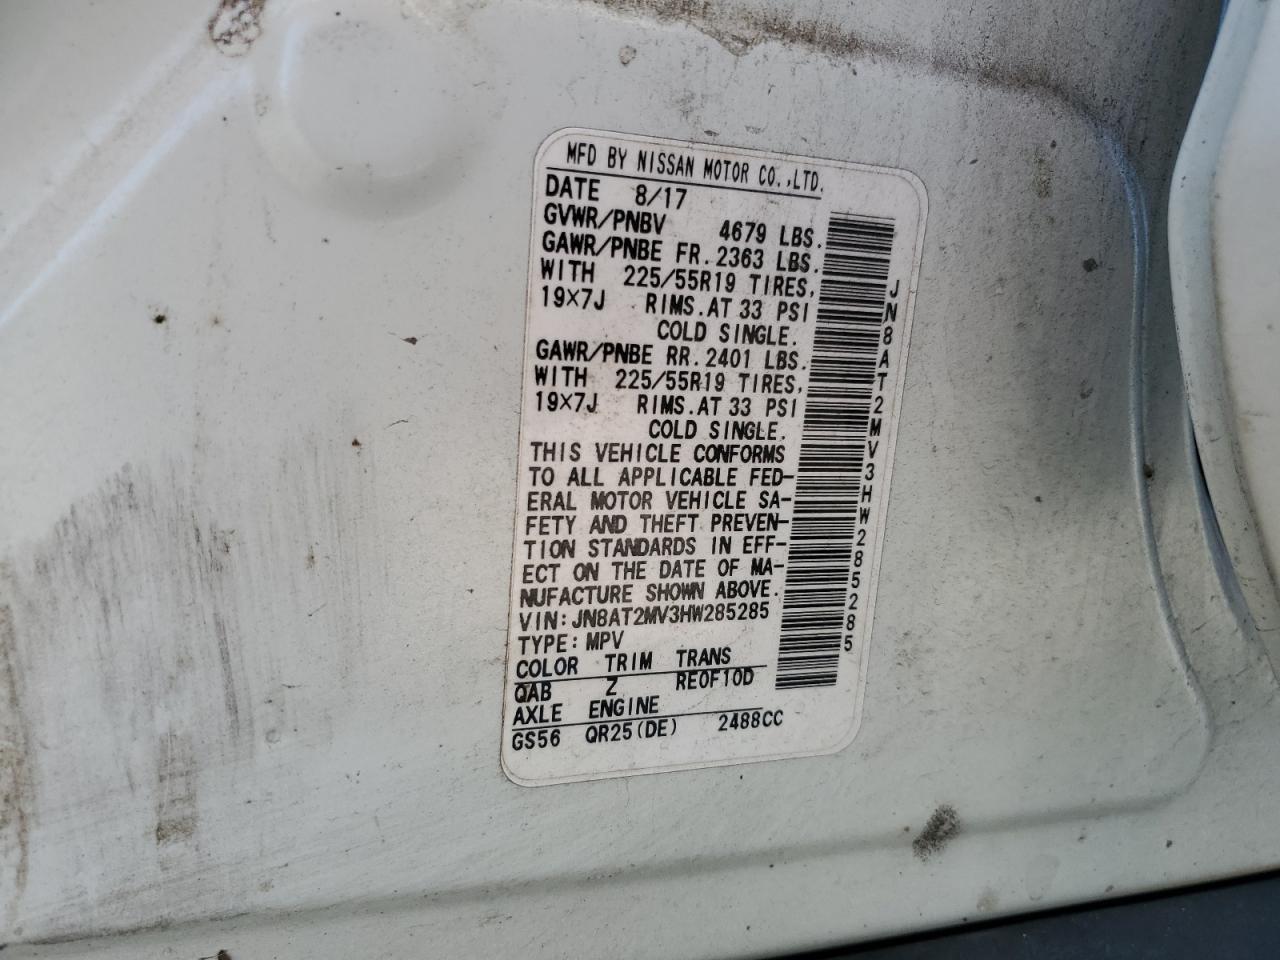 MFD BY NISSAN MOTOR CO.,LTD.
DATE 8/17
GVWR/PNBV 4679 LBS.
GAWR/PNBE FR. 2363 LBS.
WITH 225/55R19 TIRES,
19×7J RIMS. AT 33 PSI
COLD SINGLE.
GAWR/PNBE RR. 2401 LBS.
WITH 225/55R19 TIRES,
19×7J RIMS. AT 33 PSI
COLD SINGLE.
THIS VEHICLE CONFORMS
TO ALL APPLICABLE FED-
ERAL MOTOR VEHICLE SA-
FETY AND THEFT PREVEN-
TION STANDARDS IN EFF-
ECT ON THE DATE OF MA-
NUFACTURE SHOWN ABOVE.
VIN: JN8AT2MV3HW285285
TYPE: MPV
COLOR TRIM TRANS
QAB Z RE0F10D
AXLE ENGINE
GS56 QR25(DE) 2488CC
JN8AT2MV3HW285285